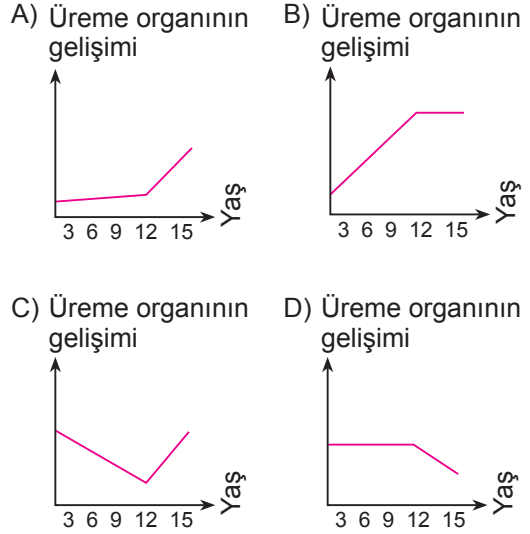 A) Üreme organının
gelişimi
Yaş
3 6 9 12 15
B) Üreme organının
gelişimi
Yaş
3 6 9 12 15
C) Üreme organının
gelişimi
Yaş
3 6 9 12 15
D) Üreme organının
gelişimi
Yaş
3 6 9 12 15